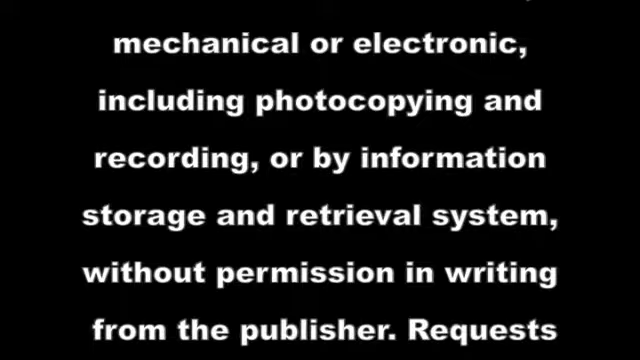 mechanical or electronic,
including photocopying and
recording, or by information
storage and retrieval system,
without permission in writing
from the publisher. Requests